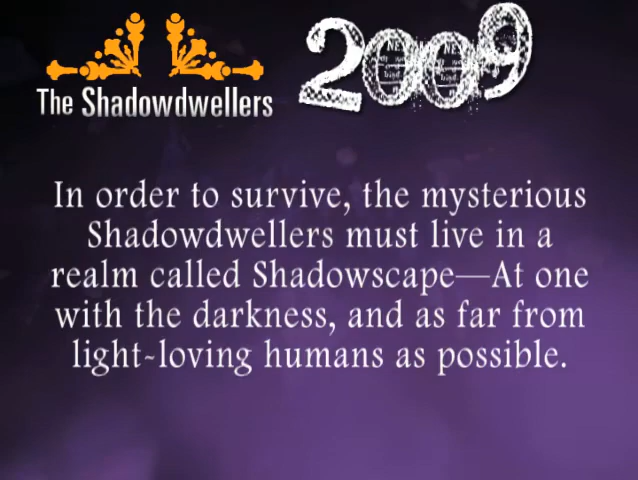 The Shadowdwellers
2009
In order to survive, the mysterious
Shadowdwellers must live in a
realm called Shadowscape—At one
with the darkness, and as far from
light-loving humans as possible.